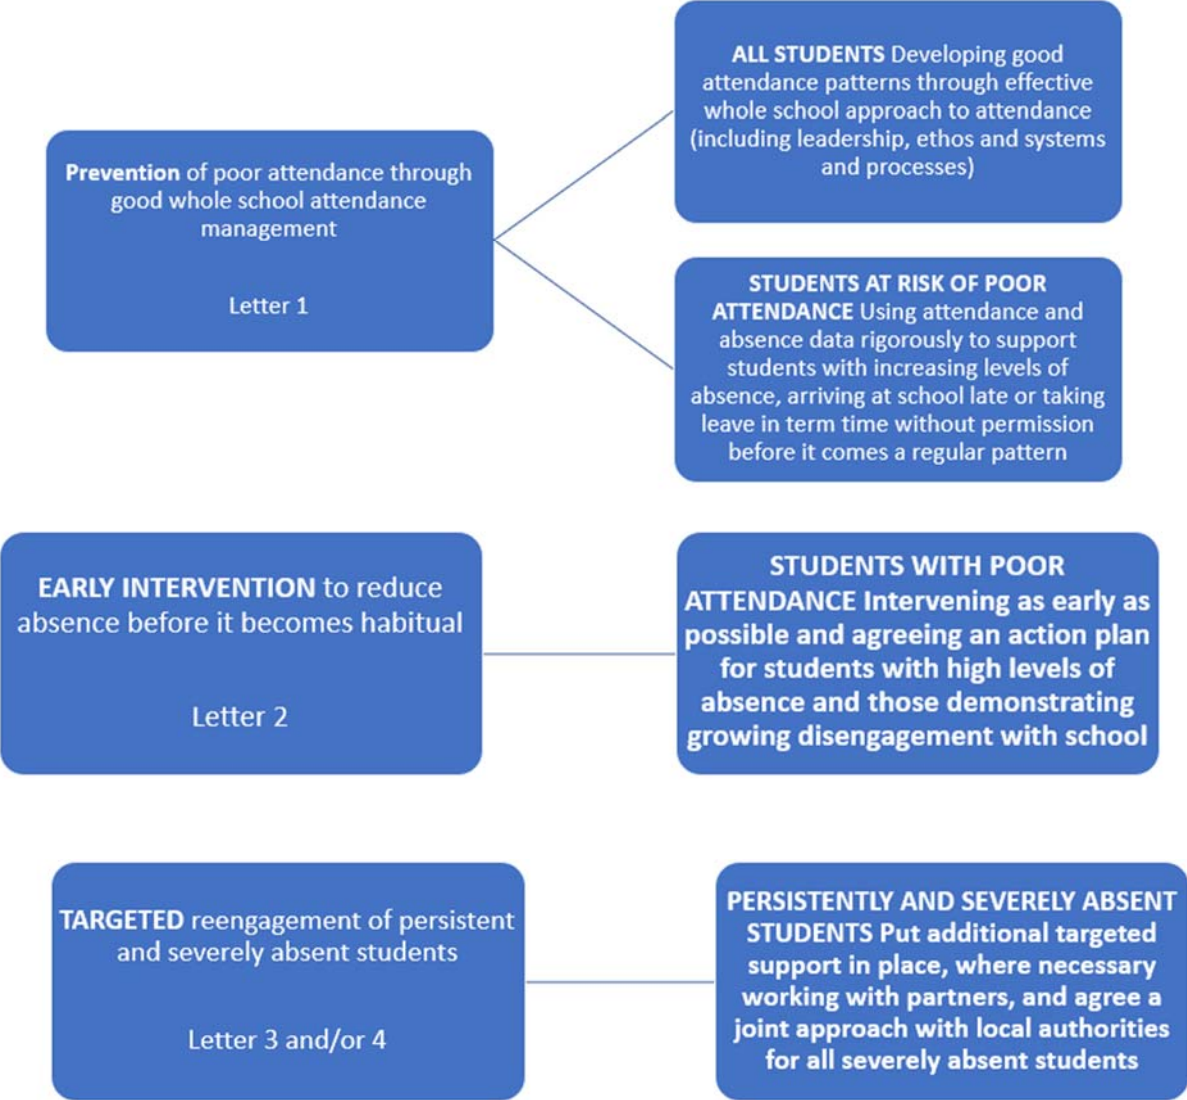 Prevention of poor attendance through
good whole school attendance
management
Letter 1
ALL STUDENTS Developing good
attendance patterns through effective
whole school approach to attendance
(including leadership, ethos and systems
and processes)
STUDENTS AT RISK OF POOR
ATTENDANCE Using attendance and
absence data rigorously to support
students with increasing levels of
absence, arriving at school late or taking
leave in term time without permission
before it comes a regular pattern
EARLY INTERVENTION to reduce
absence before it becomes habitual
Letter 2
STUDENTS WITH POOR
ATTENDANCE Intervening as early as
possible and agreeing an action plan
for students with high levels of
absence and those demonstrating
growing disengagement with school
TARGETED reengagement of persistent
and severely absent students
Letter 3 and/or 4
PERSISTENTLY AND SEVERELY ABSENT
STUDENTS Put additional targeted
support in place, where necessary
working with partners, and agree a
joint approach with local authorities
for all severely absent students